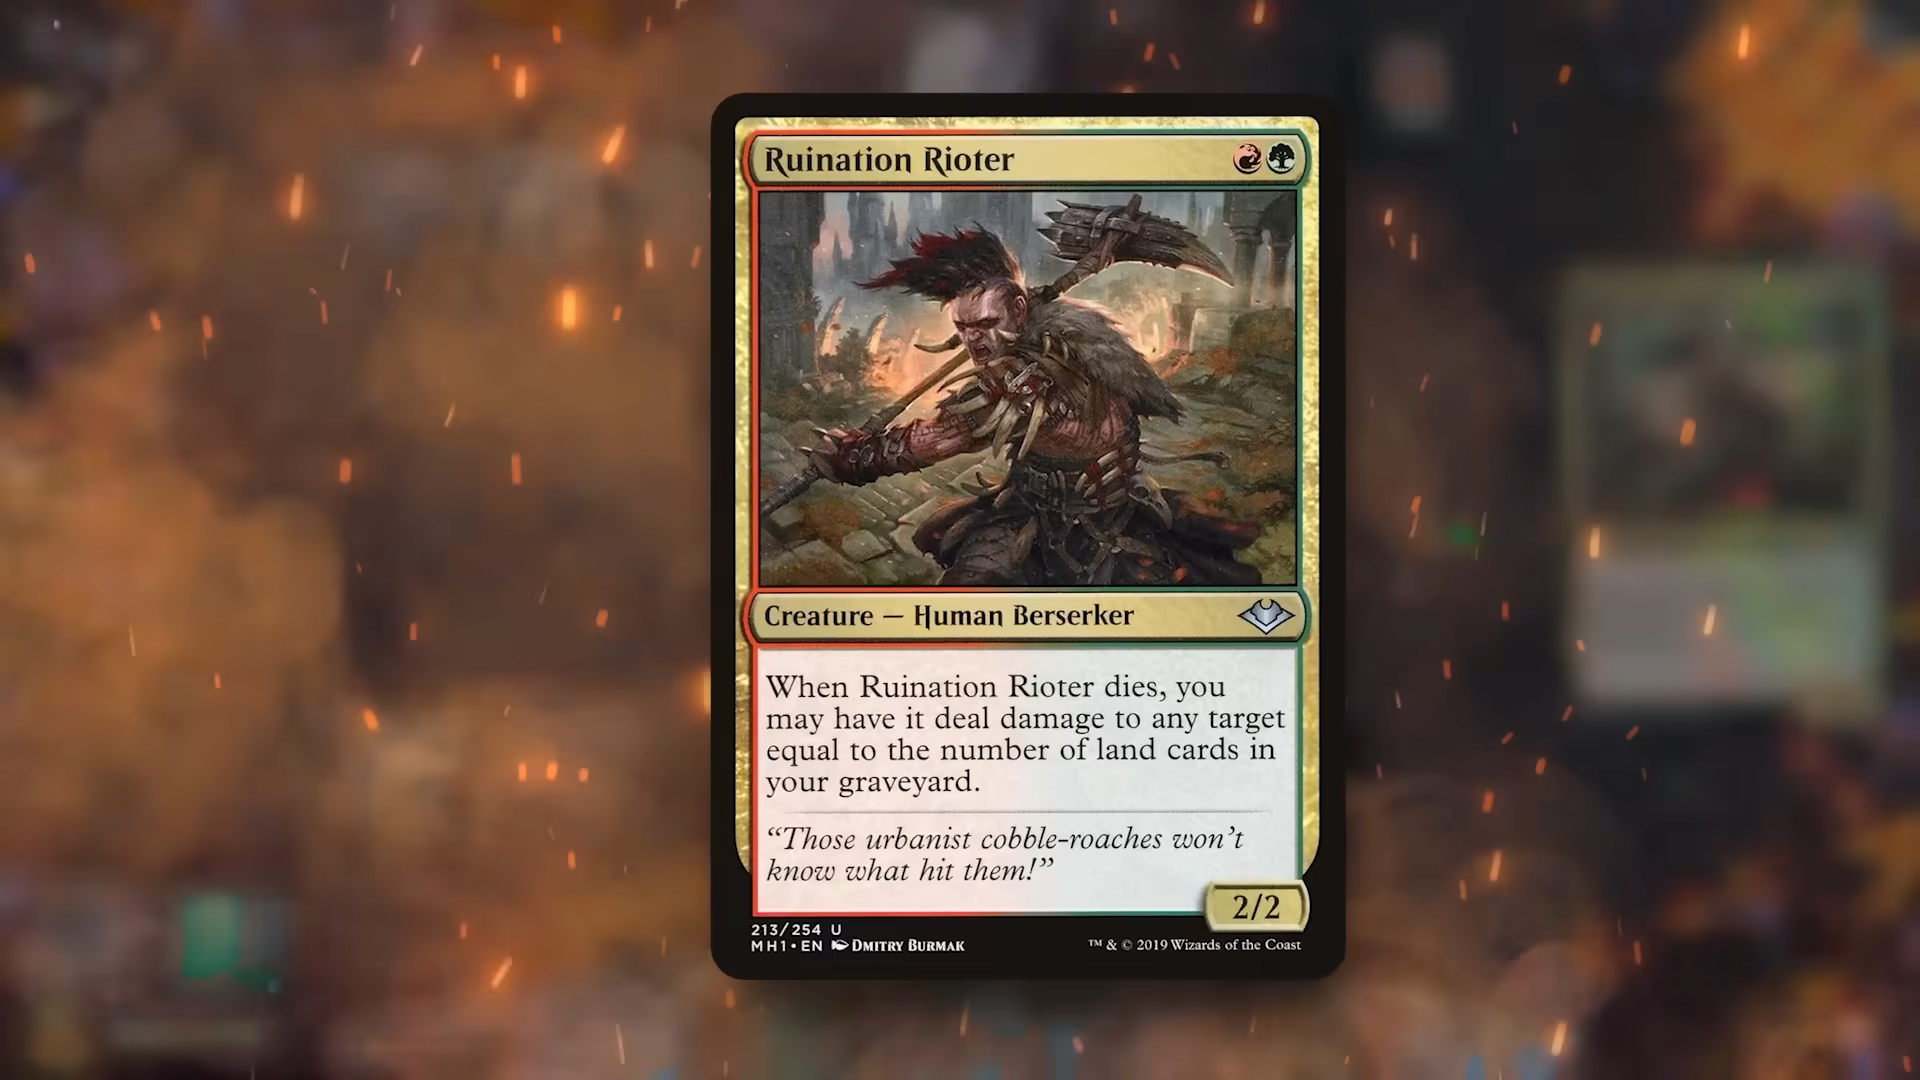 Ruination Rioter
Creature — Human Berserker
When Ruination Rioter dies, you
may have it deal damage to any target
equal to the number of land cards in
your graveyard.
“Those urbanist cobble-roaches won’t
know what hit them!”
2/2
213/254 U
MH1 • EN DMITRY BURMAK
™ & © 2019 Wizards of the Coast